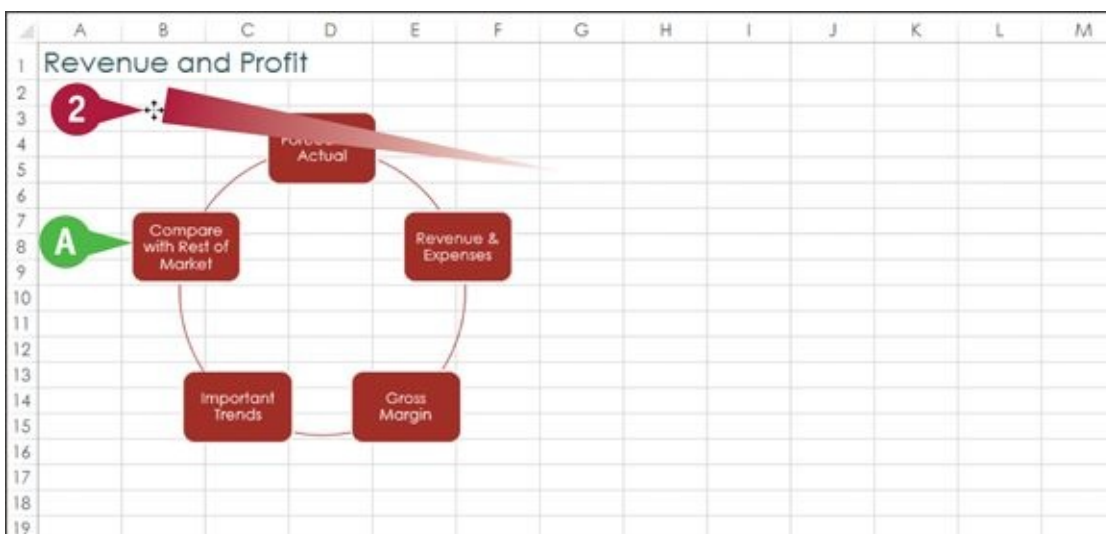 A B C D E F G H I J K L M
1 Revenue and Profit
2
2
3
4
Actual
5
6
7
Compare
with Rest of
Market
A
8
Revenue &
Expenses
9
10
11
12
13
14
Important
Trends
Gross
Margin
15
16
17
18
19